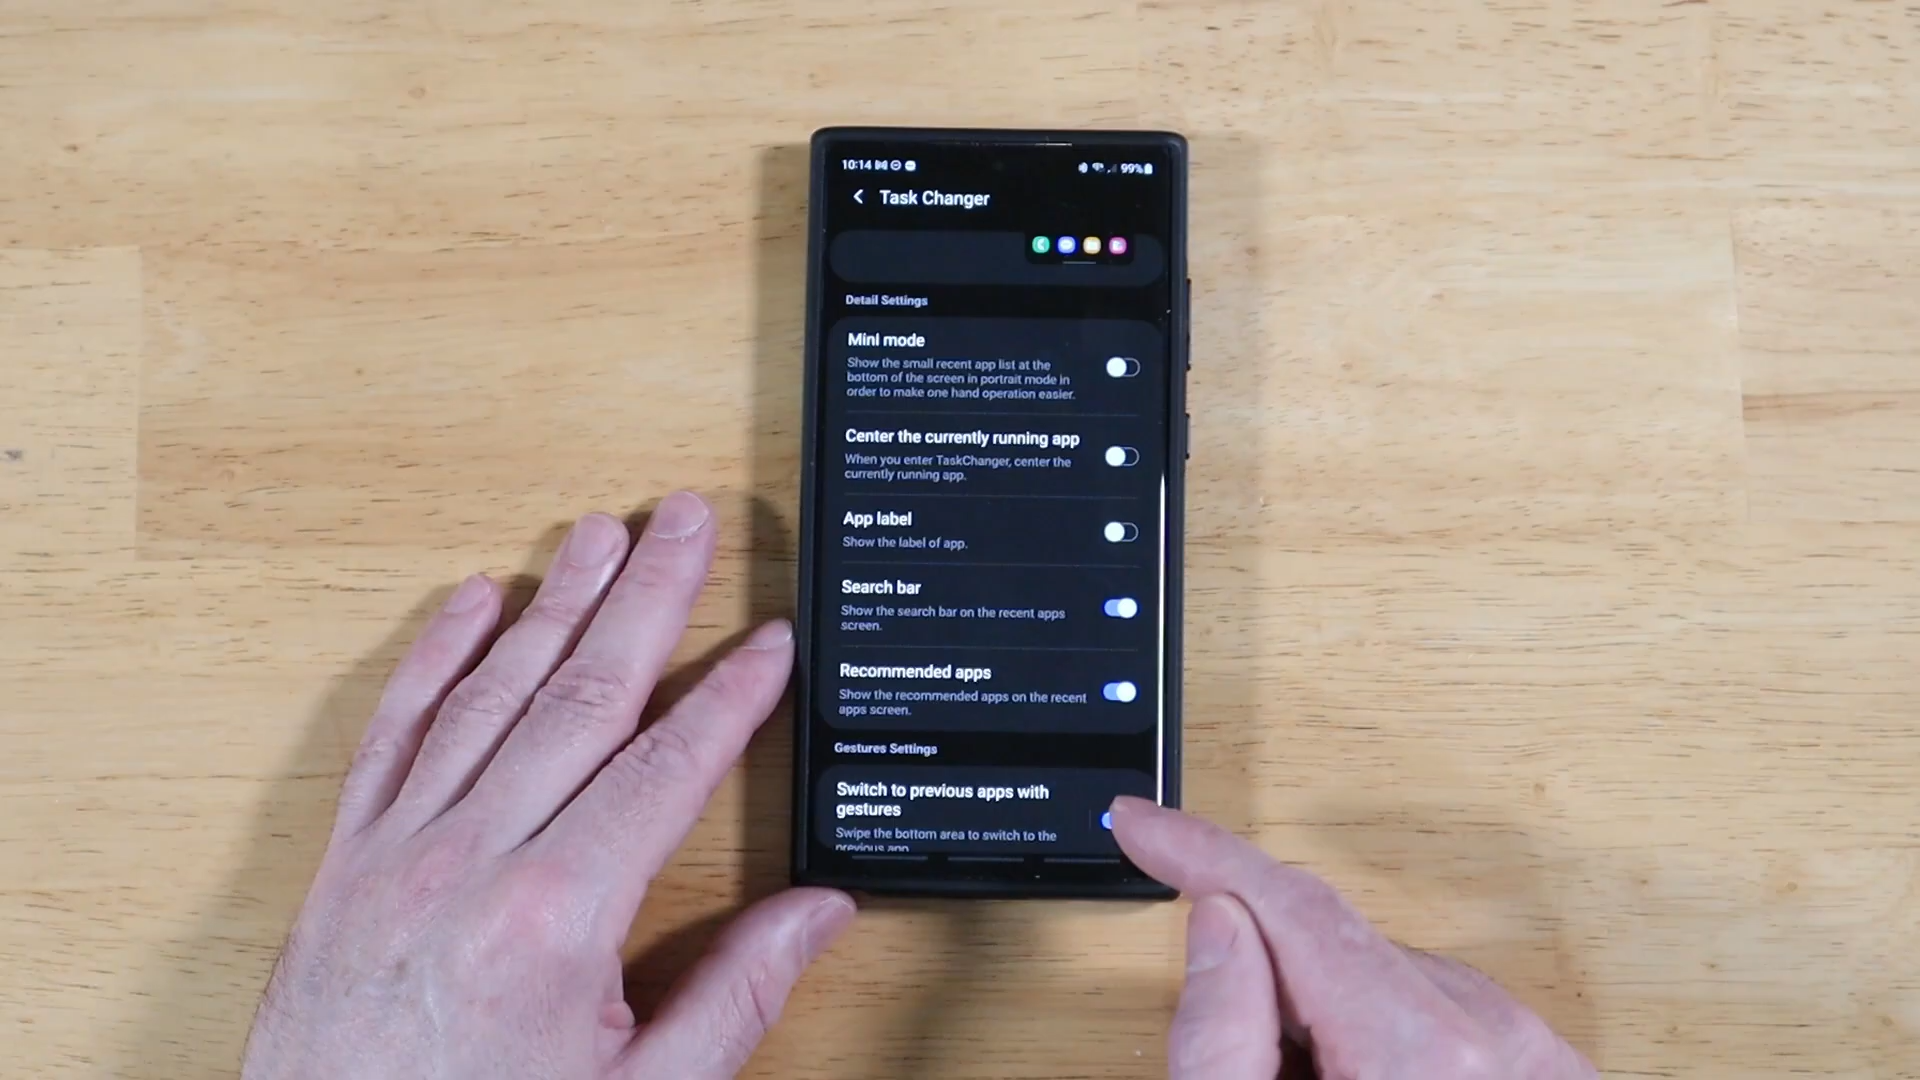 10:14
99%
Task Changer
Detail Settings
Mini mode
Show the small recent app list at the
bottom of the screen in portrait mode in
order to make one hand operation easier.
Center the currently running app
When you enter TaskChanger, center the
currently running app.
App label
Show the label of app.
Search bar
Show the search bar on the recent apps
screen.
Recommended apps
Show the recommended apps on the recent
apps screen.
Gestures Settings
Switch to previous apps with
gestures
Swipe the bottom area to switch to the
previous app